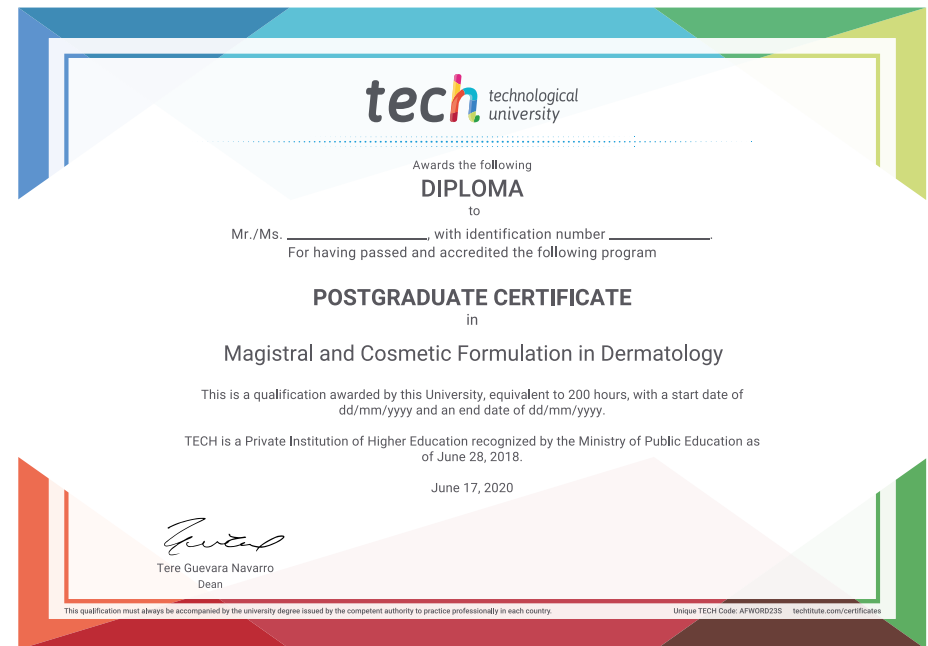 tech technological
university
Awards the following
DIPLOMA
to
Mr./Ms. ____________________, with identification number ______________.
For having passed and accredited the following program
POSTGRADUATE CERTIFICATE
in
Magistral and Cosmetic Formulation in Dermatology
This is a qualification awarded by this University, equivalent to 200 hours, with a start date of
dd/mm/yyyy and an end date of dd/mm/yyyy.
TECH is a Private Institution of Higher Education recognized by the Ministry of Public Education as
of June 28, 2018.
June 17, 2020
Tere Guevara Navarro
Dean
This qualification must always be accompanied by the university degree issued by the competent authority to practice professionally in each country.
Unique TECH Code: AFWORD23S techtitute.com/certificates